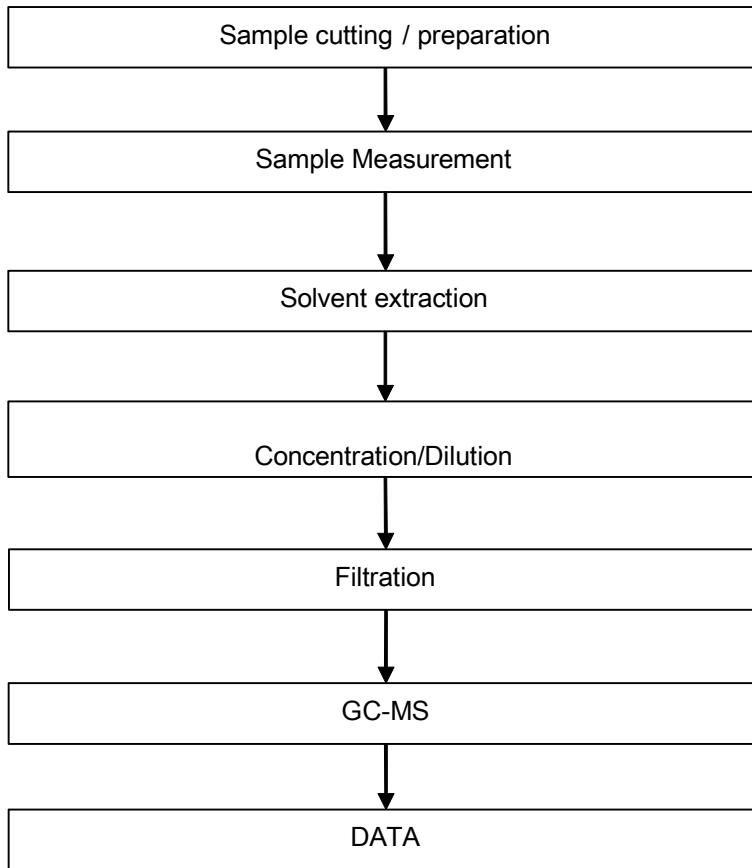 Sample cutting / preparation
Sample Measurement
Solvent extraction
Concentration/Dilution
Filtration
GC-MS
DATA